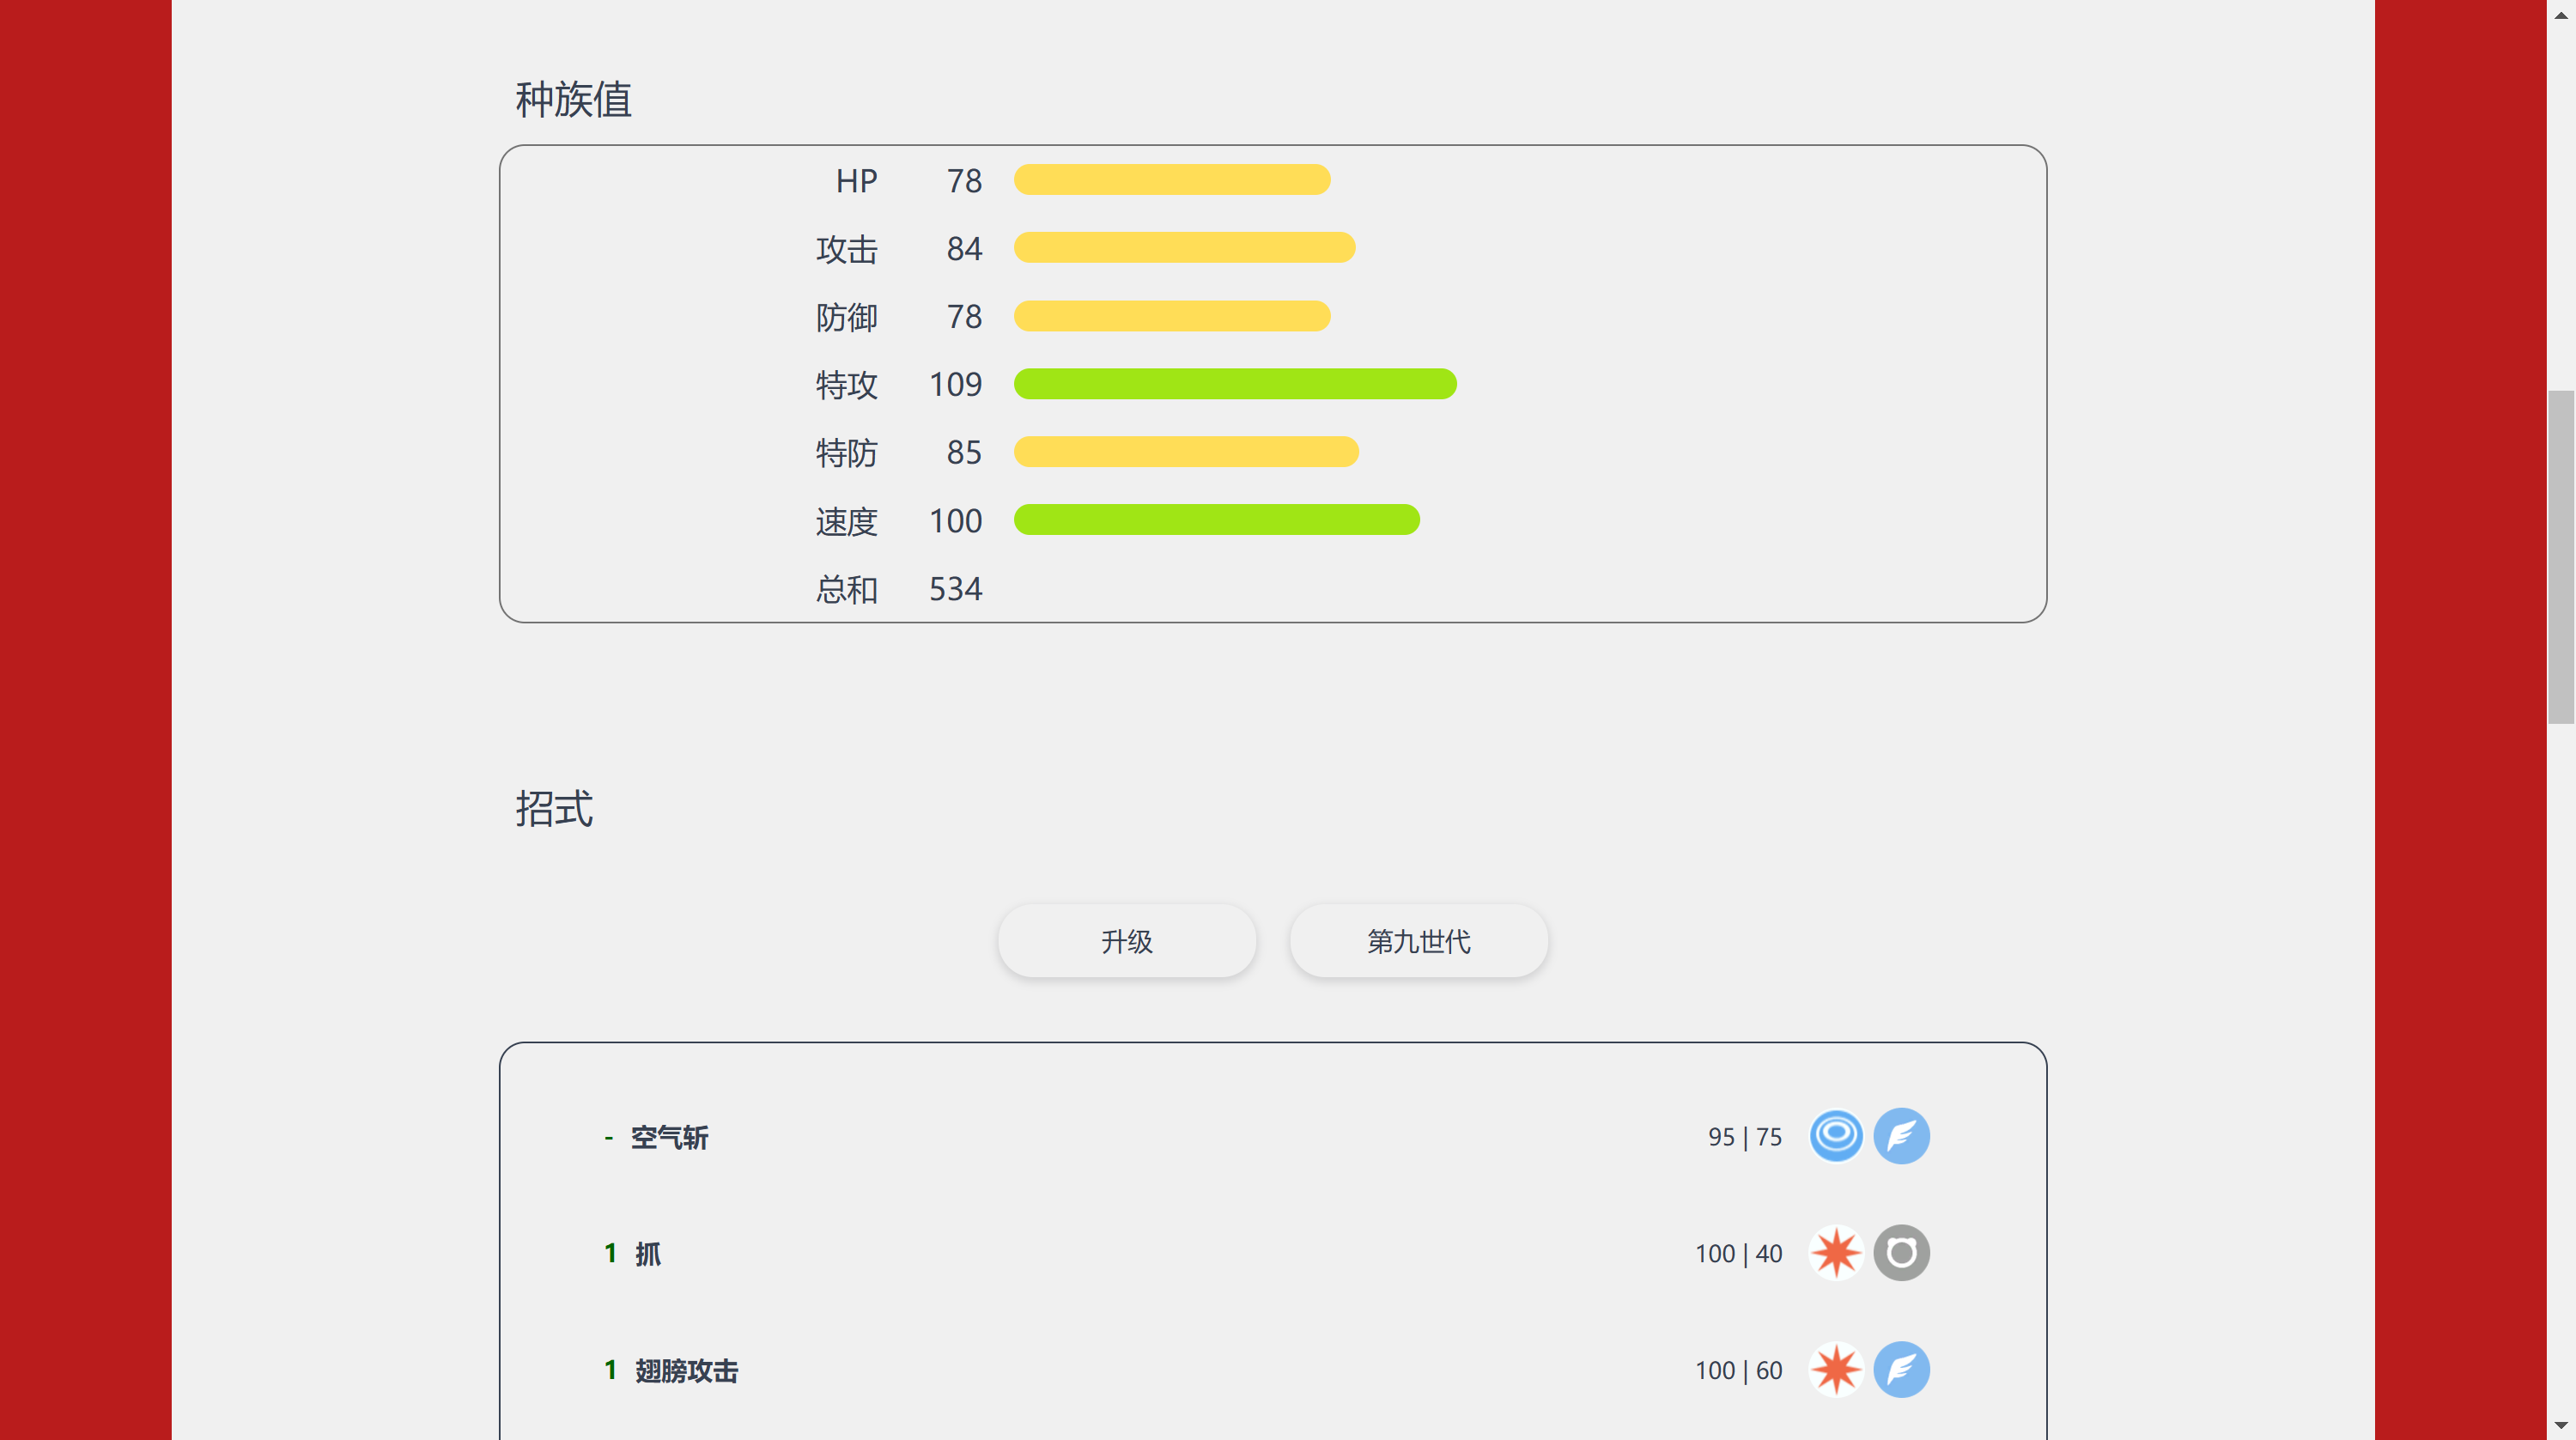 种族值
HP 78
攻击 84
防御 78
特攻 109
特防 85
速度 100
总和 534
招式
升级 第九世代
- 空气斩 95 | 75
1 抓 100 | 40
1 翅膀攻击 100 | 60